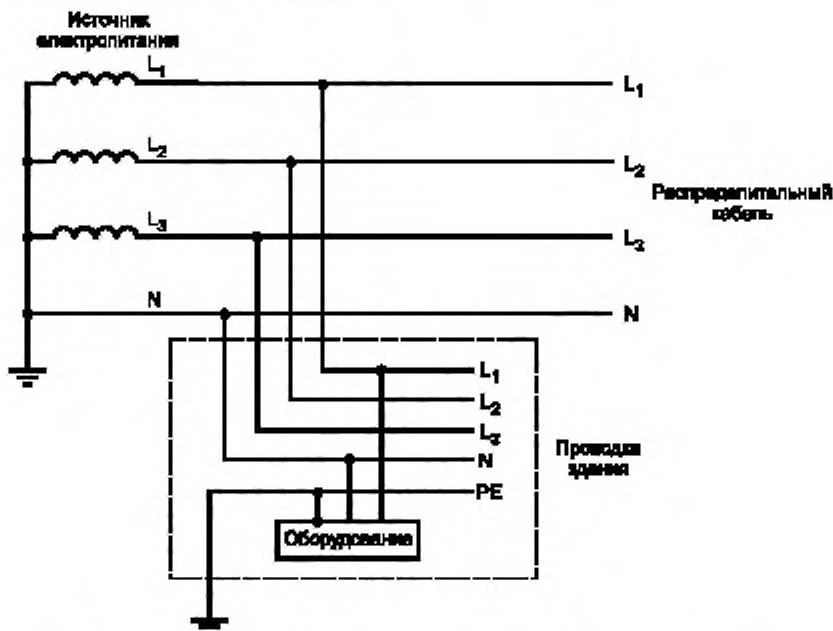 Источник
электропитания
L₁
L₁
L₂
L₂
Распределительный
кабель
L₃
L₃
N
N
L₁
L₂
L₃
N
Проводка
здания
PE
Оборудование